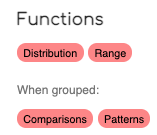 Functions
Distribution Range
When grouped:
Comparisons Patterns